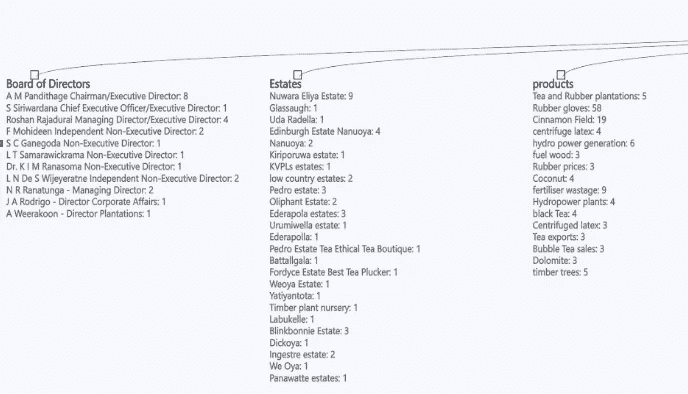 Board of Directors
A M Pandithage Chairman/Executive Director: 8
S Siriwardana Chief Executive Officer/Executive Director: 1
Roshan Rajadurai Managing Director/Executive Director: 4
F Mohideen Independent Non-Executive Director: 2
S C Ganegoda Non-Executive Director: 1
L T Samarawickrama Non-Executive Director: 1
Dr. K I M Ranasoma Non-Executive Director: 1
L N De S Wijeyeratne Independent Non-Executive Director: 2
N R Ranatunga - Managing Director: 2
J A Rodrigo - Director Corporate Affairs: 1
A Weerakoon - Director Plantations: 1
Estates
Nuwara Eliya Estate: 9
Glassaugh: 1
Uda Radella: 1
Edinburgh Estate Nanuoya: 4
Nanuoya: 2
Kiriporuwa estate: 1
KVPLs estates: 1
low country estates: 2
Pedro estate: 3
Oliphant Estate: 2
Ederapola estates: 3
Urumiwella estate: 1
Ederapolla: 1
Pedro Estate Tea Ethical Tea Boutique: 1
Battallgala: 1
Fordyce Estate Best Tea Plucker: 1
Weoya Estate: 1
Yatiyantota: 1
Timber plant nursery: 1
Labukelle: 1
Blinkbonnie Estate: 3
Dickoya: 1
Ingestre estate: 2
We Oya: 1
Panawatte estates: 1
products
Tea and Rubber plantations: 5
Rubber gloves: 58
Cinnamon Field: 19
centrifuge latex: 4
hydro power generation: 6
fuel wood: 3
Rubber prices: 3
Coconut: 4
fertiliser wastage: 9
Hydropower plants: 4
black Tea: 4
Centrifuged latex: 3
Tea exports: 3
Bubble Tea sales: 3
Dolomite: 3
timber trees: 5